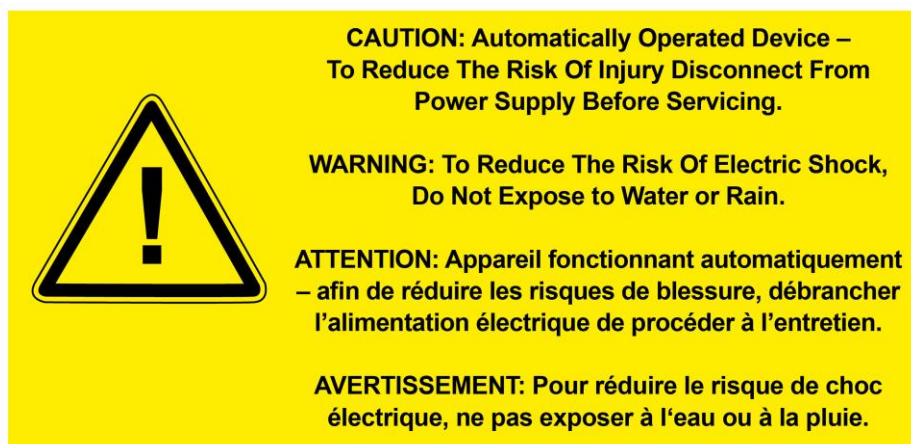 CAUTION: Automatically Operated Device –
To Reduce The Risk Of Injury Disconnect From
Power Supply Before Servicing.
WARNING: To Reduce The Risk Of Electric Shock,
Do Not Expose to Water or Rain.
ATTENTION: Appareil fonctionnant automatiquement
– afin de réduire les risques de blessure, débrancher
l’alimentation électrique de procéder à l’entretien.
AVERTISSEMENT: Pour réduire le risque de choc
électrique, ne pas exposer à l‘eau ou à la pluie.